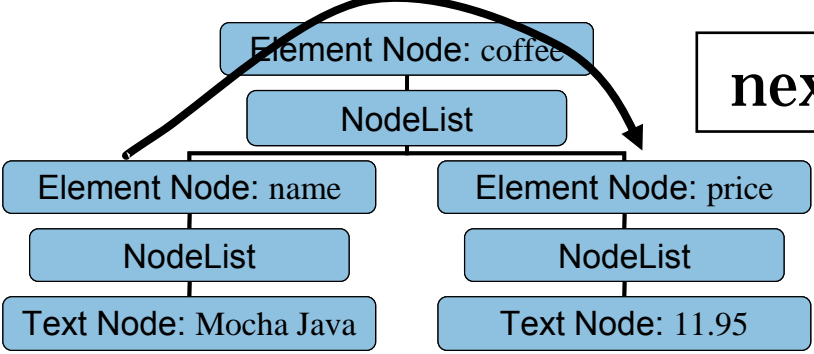 Element Node: coffee
NodeList
Element Node: name
Element Node: price
NodeList
NodeList
Text Node: Mocha Java
Text Node: 11.95